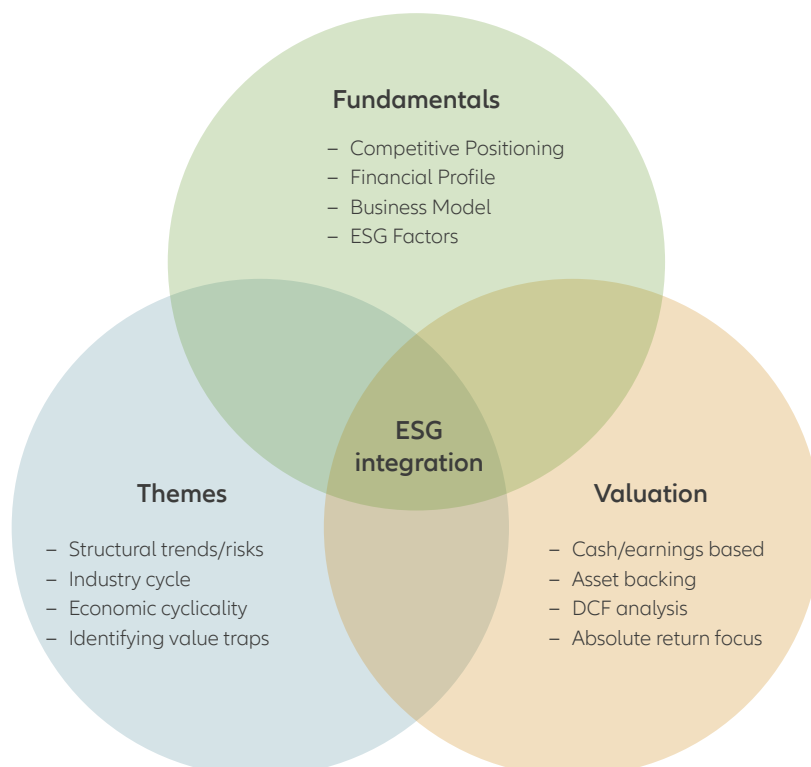 Fundamentals
– Competitive Positioning
– Financial Profile
– Business Model
– ESG Factors
ESG
integration
Themes
– Structural trends/risks
– Industry cycle
– Economic cyclicality
– Identifying value traps
Valuation
– Cash/earnings based
– Asset backing
– DCF analysis
– Absolute return focus